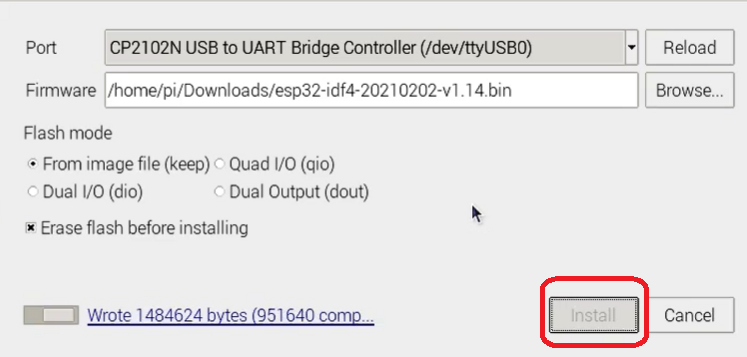 Port CP2102N USB to UART Bridge Controller (/dev/ttyUSB0) Reload
Firmware /home/pi/Downloads/esp32-idf4-20210202-v1.14.bin Browse...
Flash mode
From image file (keep) Quad I/O (qio)
Dual I/O (dio) Dual Output (dout)
Erase flash before installing
Wrote 1484624 bytes (951640 comp... Install Cancel